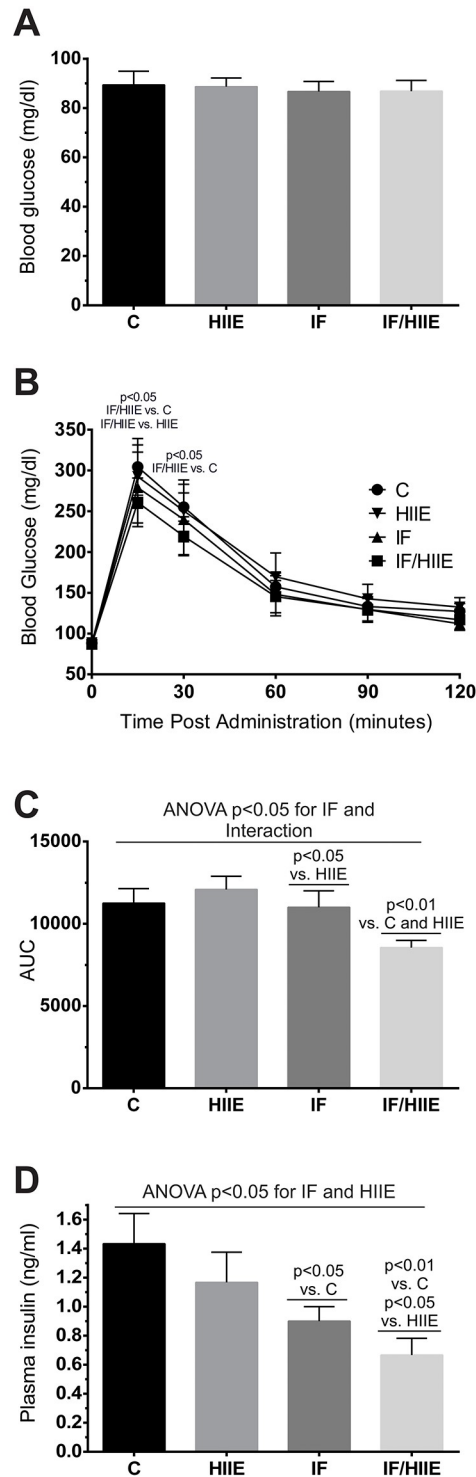 A
Blood glucose (mg/dl)
100
80
60
40
20
0
C HIIE IF IF/HIIE
B
p<0.05
IF/HIIE vs. C
IF/HIIE vs. HIIE
p<0.05
IF/HIIE vs. C
Blood Glucose (mg/dl)
350
300
250
200
150
100
50
C
HIIE
IF
IF/HIIE
0 30 60 90 120
Time Post Administration (minutes)
C
ANOVA p<0.05 for IF and
Interaction
AUC
15000
10000
5000
0
p<0.05
vs. HIIE
p<0.01
vs. C and HIIE
C HIIE IF IF/HIIE
D
ANOVA p<0.05 for IF and HIIE
Plasma insulin (ng/ml)
1.6
1.4
1.2
1.0
0.8
0.6
0.4
0.2
0.0
p<0.05
vs. C
p<0.01
vs. C
p<0.05
vs. HIIE
C HIIE IF IF/HIIE